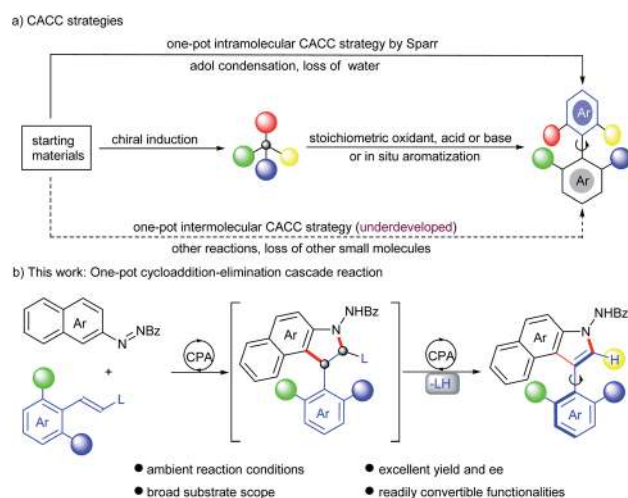 a) CACC strategies
one-pot intramolecular CACC strategy by Sparr
adol condensation, loss of water
Ar
starting
materials
chiral induction
stoichiometric oxidant, acid or base
or in situ aromatization
Ar
one-pot intermolecular CACC strategy (underdeveloped)
other reactions, loss of other small molecules
b) This work: One-pot cycloaddition-elimination cascade reaction
Ar
N
NBz
+
Ar
L
CPA
NHBz
Ar
N
L
Ar
CPA
-LH
NHBz
Ar
N
H
Ar
ambient reaction conditions
excellent yield and ee
broad substrate scope
readily convertible functionalities